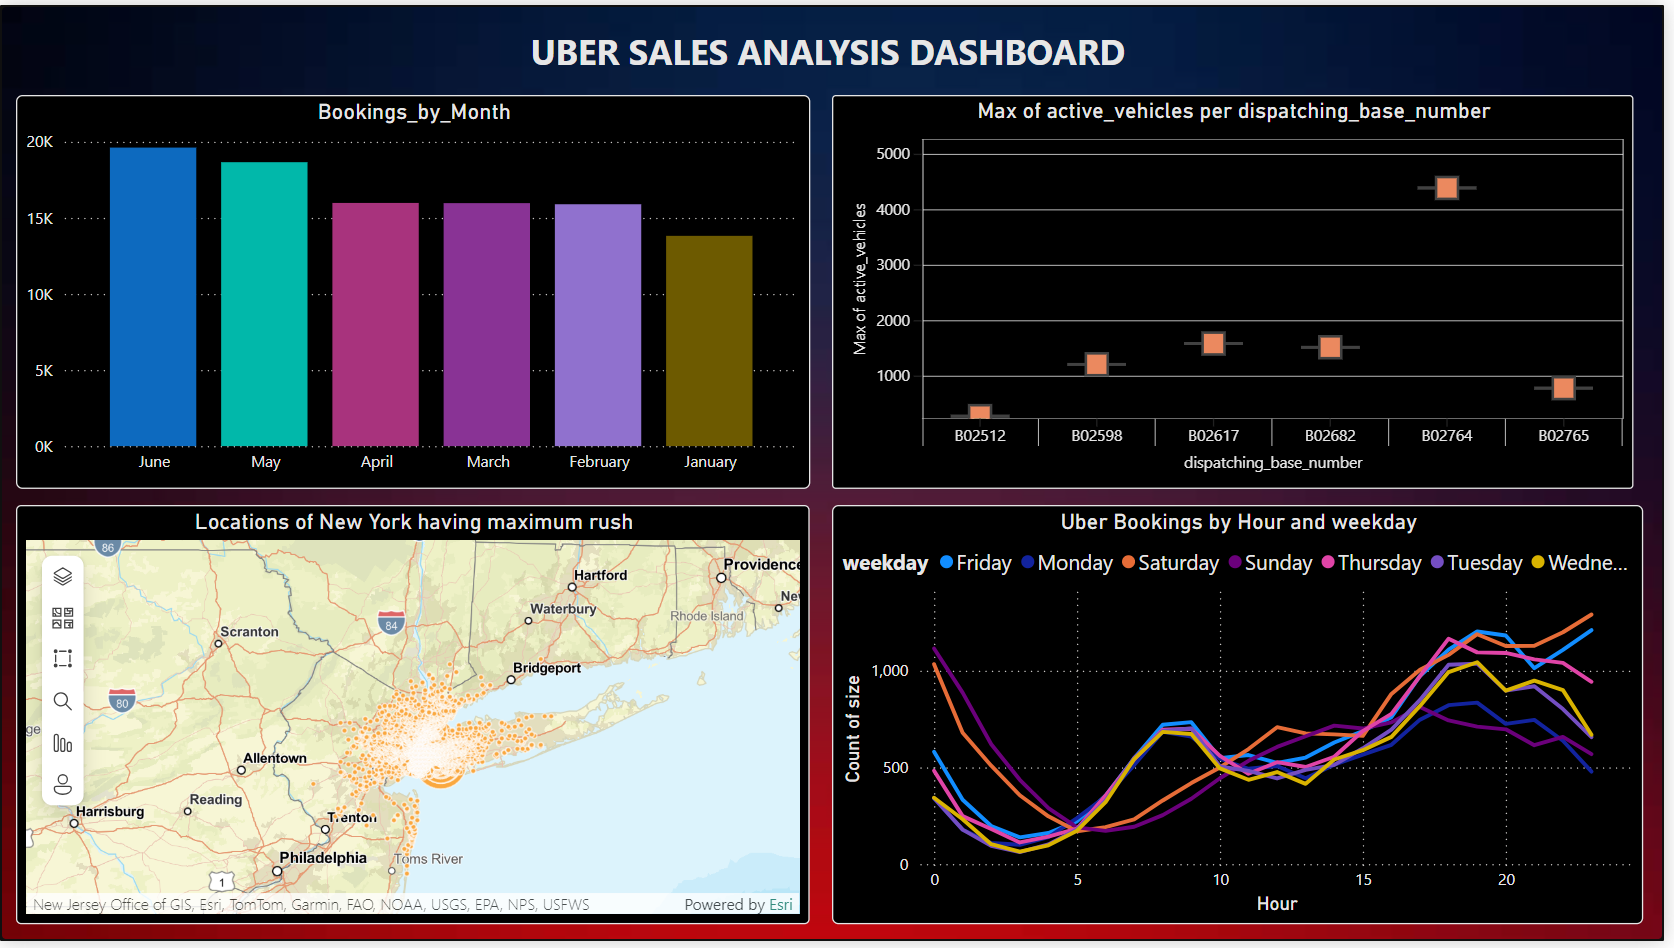 UBER SALES ANALYSIS DASHBOARD
Bookings_by_Month
20K
15K
10K
5K
0K
June May April March February January
Max of active_vehicles per dispatching_base_number
Max of active_vehicles
5000
4000
3000
2000
1000
B02512 B02598 B02617 B02682 B02764 B02765
dispatching_base_number
Locations of New York having maximum rush
86
Providence
Hartford
New
Waterbury
Rhode Island
84
Scranton
Bridgeport
80
ge
Allentown
Reading
Harrisburg
Trenton
Philadelphia
Toms River
1
New Jersey Office of GIS, Esri, TomTom, Garmin, FAO, NOAA, USGS, EPA, NPS, USFWS
Powered by Esri
Uber Bookings by Hour and weekday
weekday Friday Monday Saturday Sunday Thursday Tuesday Wedne...
Count of size
1,000
500
0
0 5 10 15 20
Hour